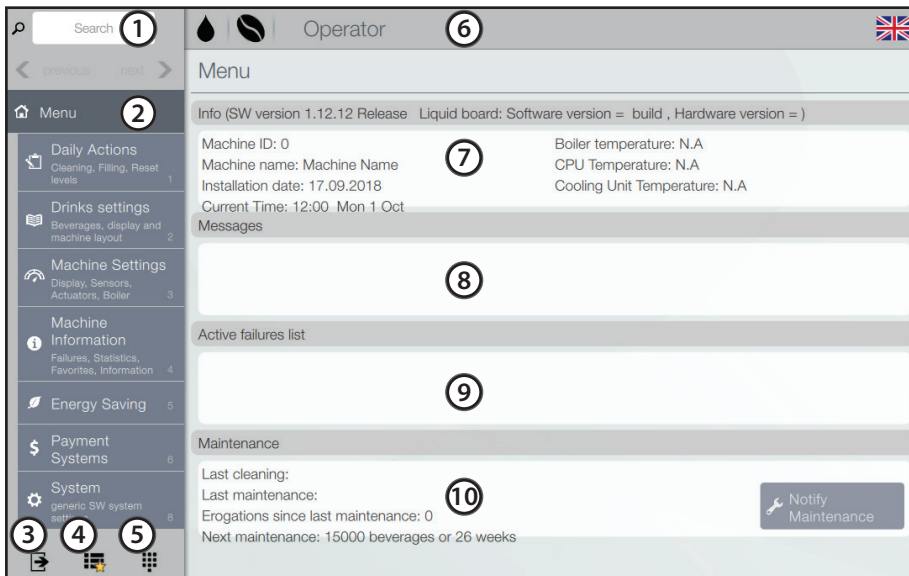 Search
1
Operator
6
previous
next
Menu
Menu
2
Info (SW version 1.12.12 Release Liquid board: Software version = build , Hardware version = )
Machine ID: 0
Machine name: Machine Name
Installation date: 17.09.2018
Current Time: 12:00 Mon 1 Oct
7
Boiler temperature: N.A
CPU Temperature: N.A
Cooling Unit Temperature: N.A
Daily Actions
Cleaning, Filling, Reset
levels 1
Drinks settings
Beverages, display and
machine layout 2
Machine Settings
Display, Sensors,
Actuators, Boiler 3
Machine
Information
Failures, Statistics,
Favorites, Information 4
Energy Saving 5
Payment
Systems 6
System
generic SW system
8
3
4
5
Messages
8
Active failures list
9
Maintenance
Last cleaning:
Last maintenance:
Erogations since last maintenance: 0
Next maintenance: 15000 beverages or 26 weeks
10
Notify
Maintenance